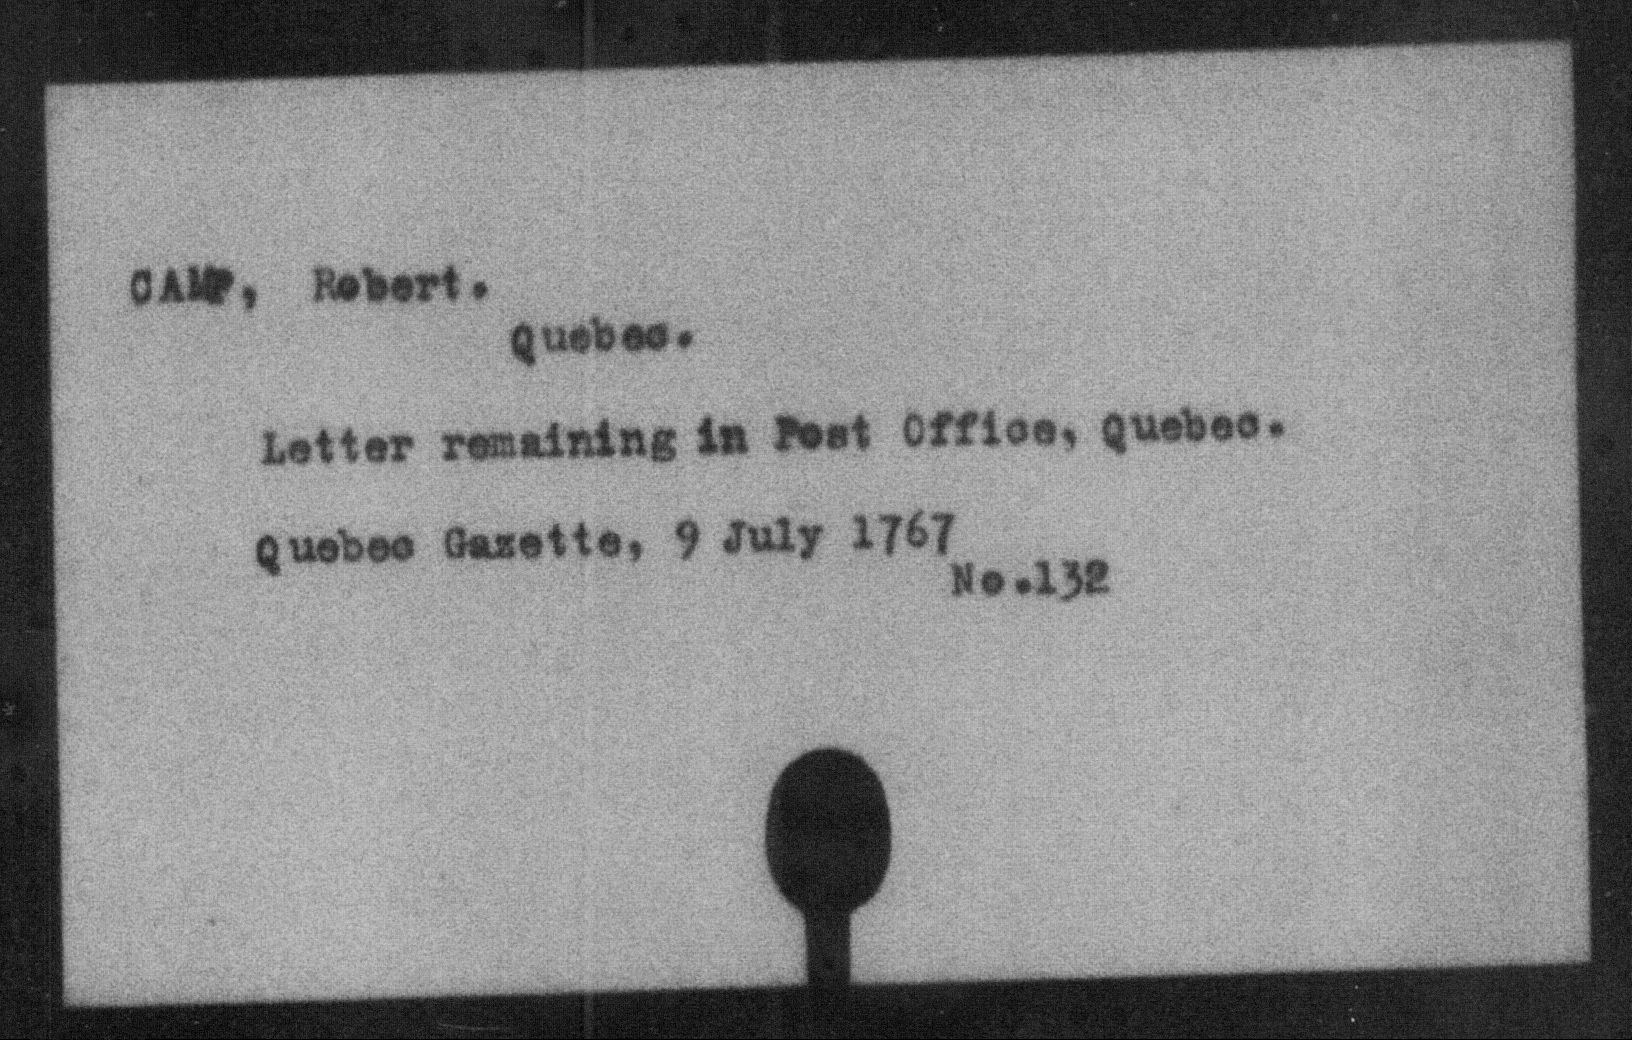 CAMP, Robert.
Quebec.
Letter remaining in Post Office, Quebec.
Quebec Gazette, 9 July 1767
No.132